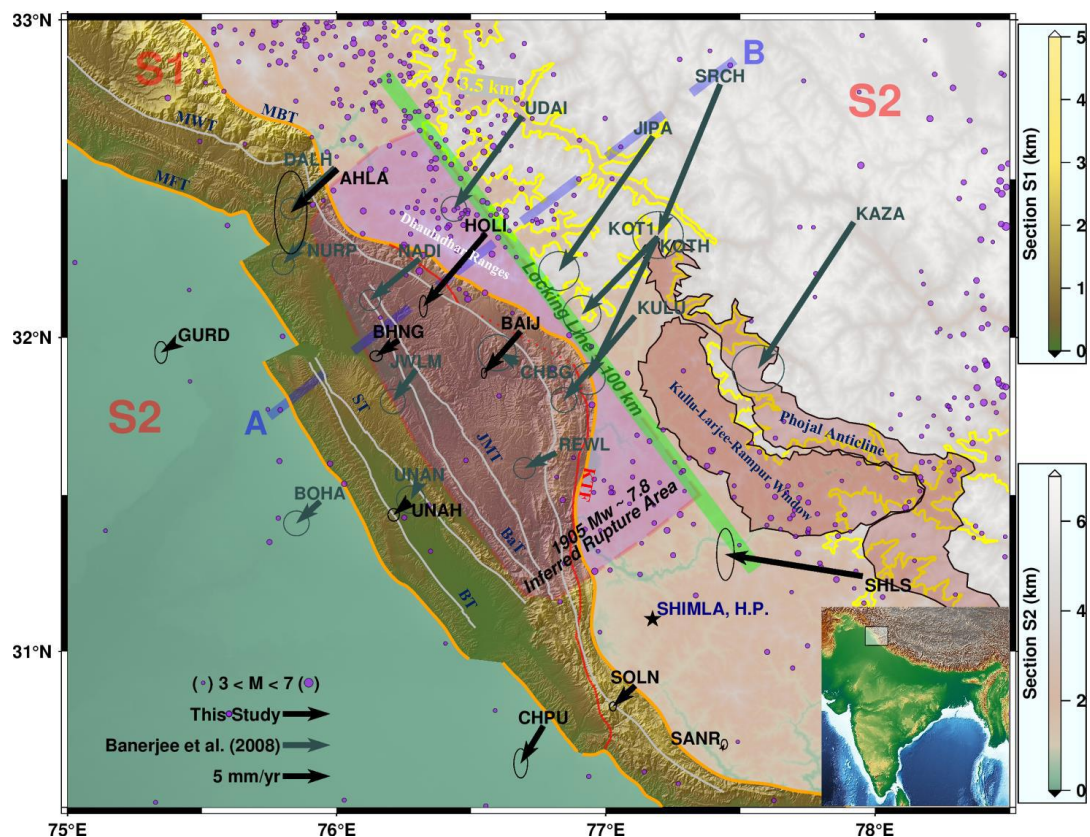 33°N
32°N
31°N
75°E
76°E
77°E
78°E
S1
S2
S2
A
B
MBT
MWT
MFT
3.5 km
SRCH
UDAI
JIPA
DALH
AHLA
KAZA
KOT1
KOTH
HOLI
NADI
NURP
Dhauladhar Ranges
Locking Line ~ 100 km
KULU
GURD
BHNG
BAIJ
JWLM
CHBG
ST
JMT
REWL
KTF
Kullu-Larjee-Rampur Window
Phojal Anticline
BOHA
UNAN
UNAH
BaT
BT
1905 Mw ~ 7.8
Inferred Rupture Area
SHLS
SHIMLA, H.P.
SOLN
CHPU
SANR
( ) 3 < M < 7 ( )
This Study
Banerjee et al. (2008)
5 mm/yr
Section S1 (km)
5
4
3
2
1
0
Section S2 (km)
6
4
2
0